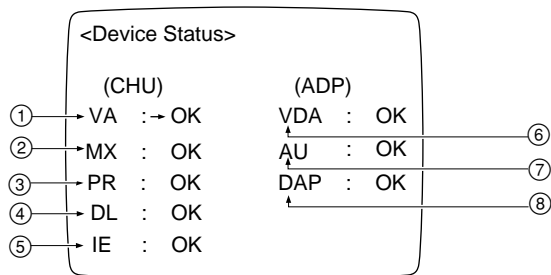 <Device Status>
(CHU) (ADP)
① VA :→ OK VDA : OK ⑥
② MX : OK AU : OK ⑦
③ PR : OK DAP : OK ⑧
④ DL : OK
⑤ IE : OK